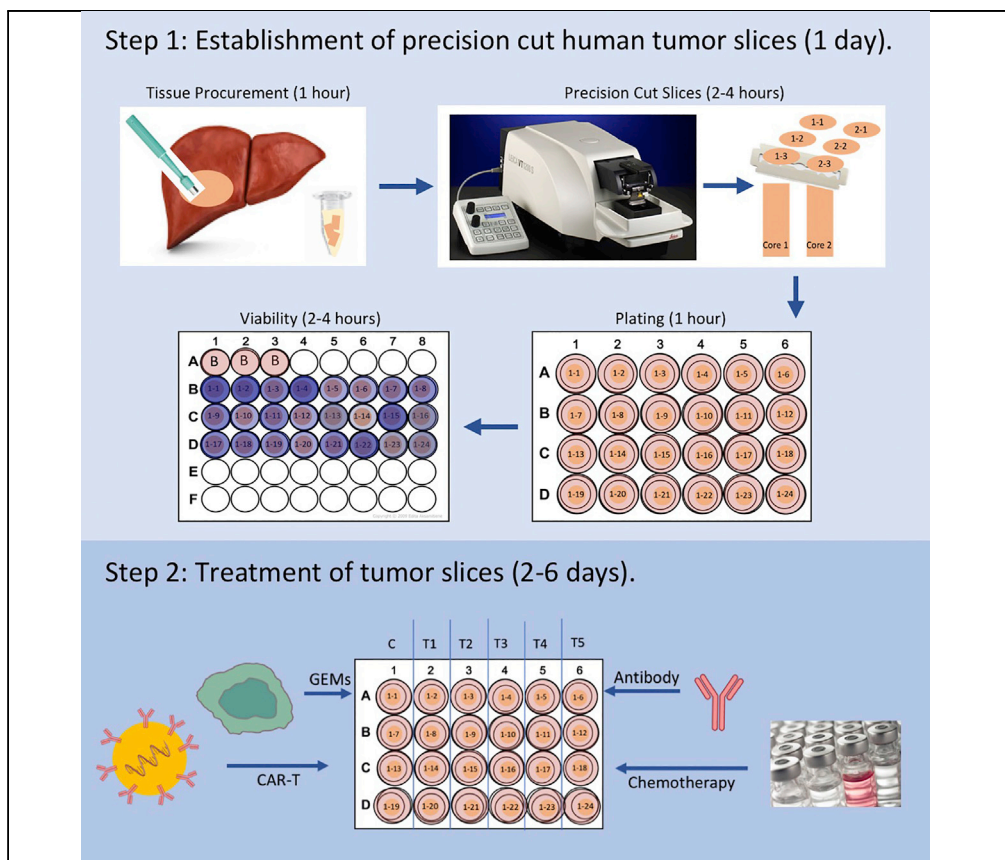 Step 1: Establishment of precision cut human tumor slices (1 day).
Tissue Procurement (1 hour)
Precision Cut Slices (2-4 hours)
1-1
2-1
1-2
2-2
1-3
2-3
Core 1
Core 2
Viability (2-4 hours)
1 2 3 4 5 6 7 8
A B B B
B 1-1 1-2 1-3 1-4 1-5 1-6 1-7 1-8
C 1-9 1-10 1-11 1-12 1-13 1-14 1-15 1-16
D 1-17 1-18 1-19 1-20 1-21 1-22 1-23 1-24
E
F
Plating (1 hour)
1 2 3 4 5 6
A 1-1 1-2 1-3 1-4 1-5 1-6
B 1-7 1-8 1-9 1-10 1-11 1-12
C 1-13 1-14 1-15 1-16 1-17 1-18
D 1-19 1-20 1-21 1-22 1-23 1-24
Step 2: Treatment of tumor slices (2-6 days).
C T1 T2 T3 T4 T5
1 2 3 4 5 6
A 1-1 1-2 1-3 1-4 1-5 1-6
B 1-7 1-8 1-9 1-10 1-11 1-12
C 1-13 1-14 1-15 1-16 1-17 1-18
D 1-19 1-20 1-21 1-22 1-23 1-24
GEMs
CAR-T
Antibody
Chemotherapy